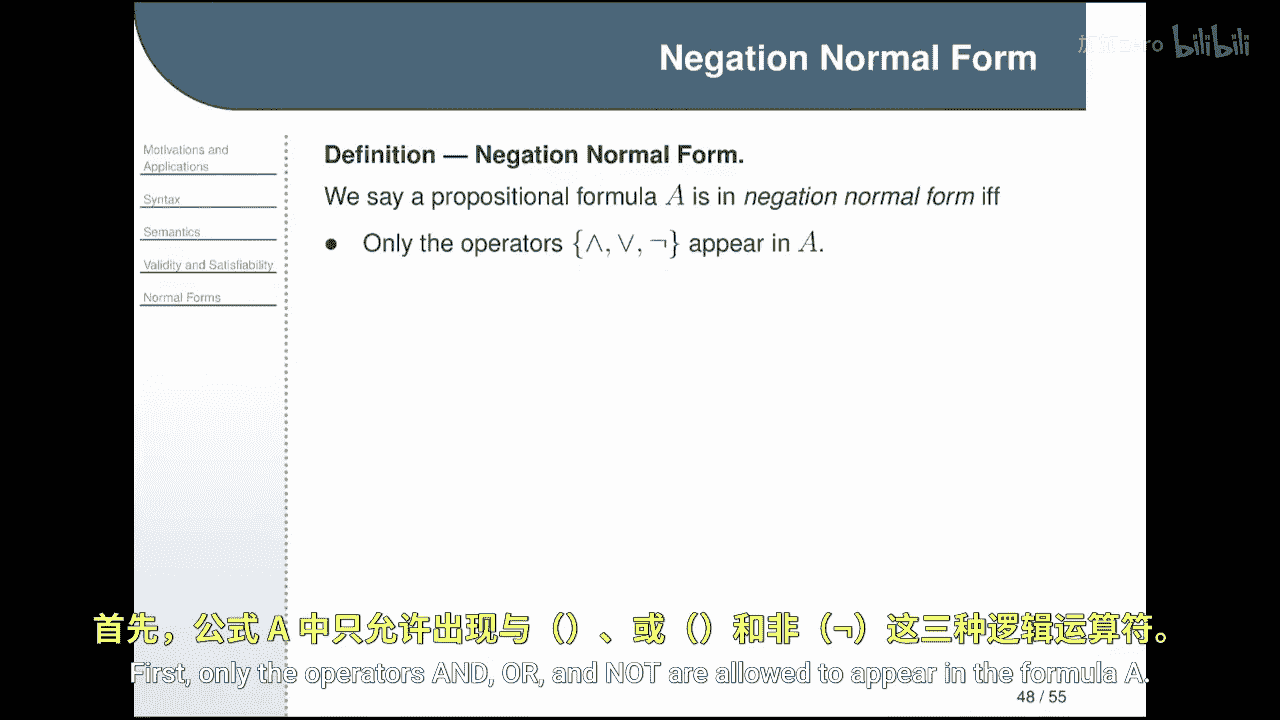 Negation Normal Form
bilibili
Motivations and
Applications
Syntax
Semantics
Validity and Satisfiability
Normal Forms
Definition — Negation Normal Form.
We say a propositional formula A is in negation normal form iff
• Only the operators {∧, ∨, ¬} appear in A.
首先，公式 A 中只允许出现与（）、或（）和非（¬）这三种逻辑运算符。
First, only the operators AND, OR, and NOT are allowed to appear in the formula A.
48 / 55